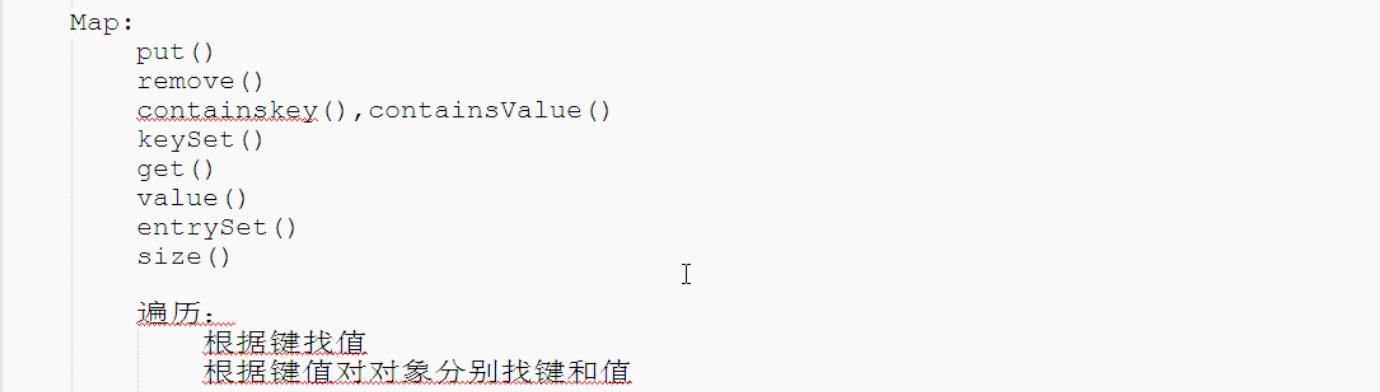 Map:
put()
remove()
containskey(),containsValue()
keySet()
get()
value()
entrySet()
size()
遍历：
根据键找值
根据键值对对象分别找键和值